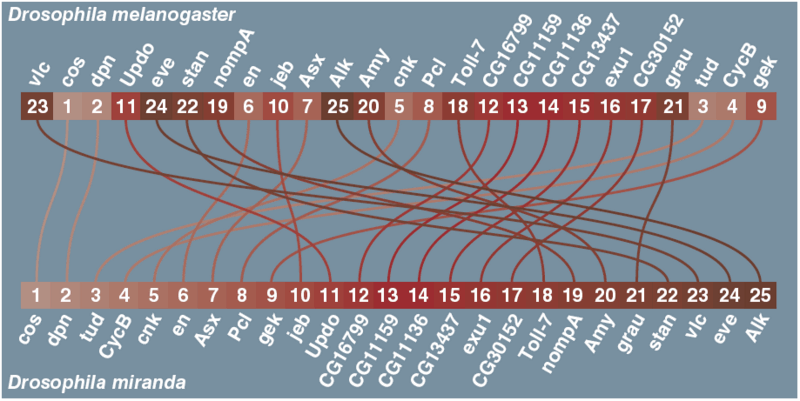 Drosophila melanogaster
vlc cos dpn Updo eve stan nompA en jeb Asx Alk Amy cnk Pcl Toll-7 CG16799 CG11159 CG11136 CG13437 exu1 CG30152 grau tud CycB gek
23 1 2 11 24 22 19 6 10 7 25 20 5 8 18 12 13 14 15 16 17 21 3 4 9
1 2 3 4 5 6 7 8 9 10 11 12 13 14 15 16 17 18 19 20 21 22 23 24 25
cos dpn tud CycB cnk en Asx Pcl gek jeb Updo CG16799 CG11159 CG11136 CG13437 exu1 CG30152 Toll-7 nompA Amy grau stan vlc eve Alk
Drosophila miranda